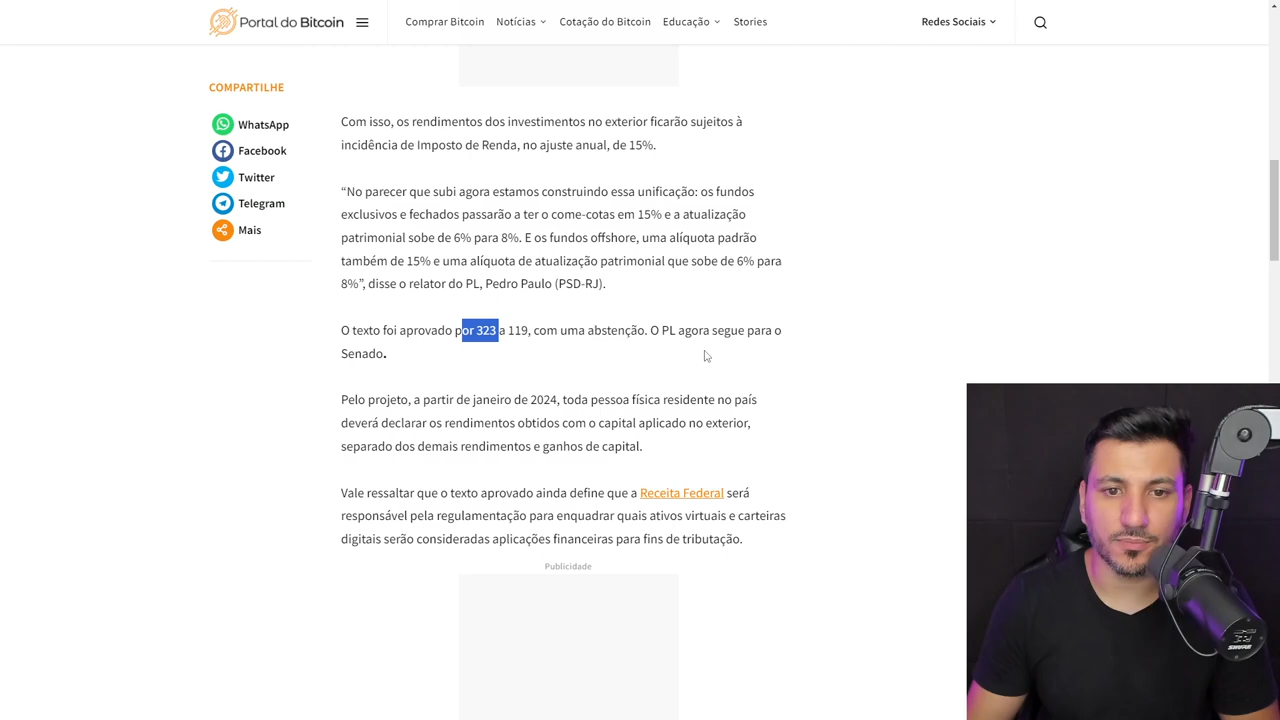 Portal do Bitcoin
Comprar Bitcoin
Notícias
Cotação do Bitcoin
Educação
Stories
Redes Sociais
COMPARTILHE
WhatsApp
Facebook
Twitter
Telegram
Mais
Com isso, os rendimentos dos investimentos no exterior ficarão sujeitos à
incidência de Imposto de Renda, no ajuste anual, de 15%.
“No parecer que subi agora estamos construindo essa unificação: os fundos
exclusivos e fechados passarão a ter o come-cotas em 15% e a atualização
patrimonial sobe de 6% para 8%. E os fundos offshore, uma alíquota padrão
também de 15% e uma alíquota de atualização patrimonial que sobe de 6% para
8%”, disse o relator do PL, Pedro Paulo (PSD-RJ).
O texto foi aprovado por 323 a 119, com uma abstenção. O PL agora segue para o
Senado.
Pelo projeto, a partir de janeiro de 2024, toda pessoa física residente no país
deverá declarar os rendimentos obtidos com o capital aplicado no exterior,
separado dos demais rendimentos e ganhos de capital.
Vale ressaltar que o texto aprovado ainda define que a Receita Federal será
responsável pela regulamentação para enquadrar quais ativos virtuais e carteiras
digitais serão consideradas aplicações financeiras para fins de tributação.
Publicidade
SHURE